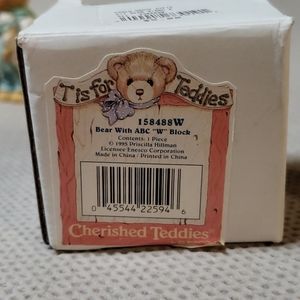 T is for Teddies
158488W
Bear With ABC "W" Block
Contents: 1 Piece
© 1995 Priscilla Hillman
Licensee Enesco Corporation
Made in China / Printed in China
0 45544 22594 6
Cherished Teddies®